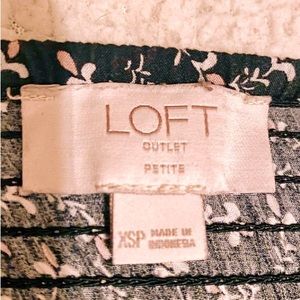 LOFT
OUTLET
PETITE
XSP MADE IN
INDONESIA